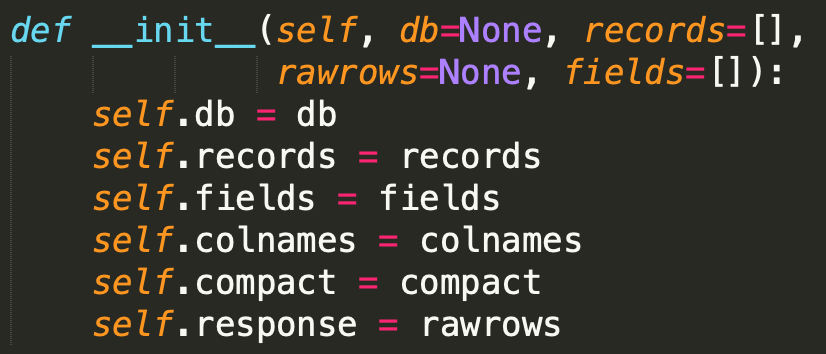 def __init__(self, db=None, records=[],
             rawrows=None, fields=[]):
    self.db = db
    self.records = records
    self.fields = fields
    self.colnames = colnames
    self.compact = compact
    self.response = rawrows